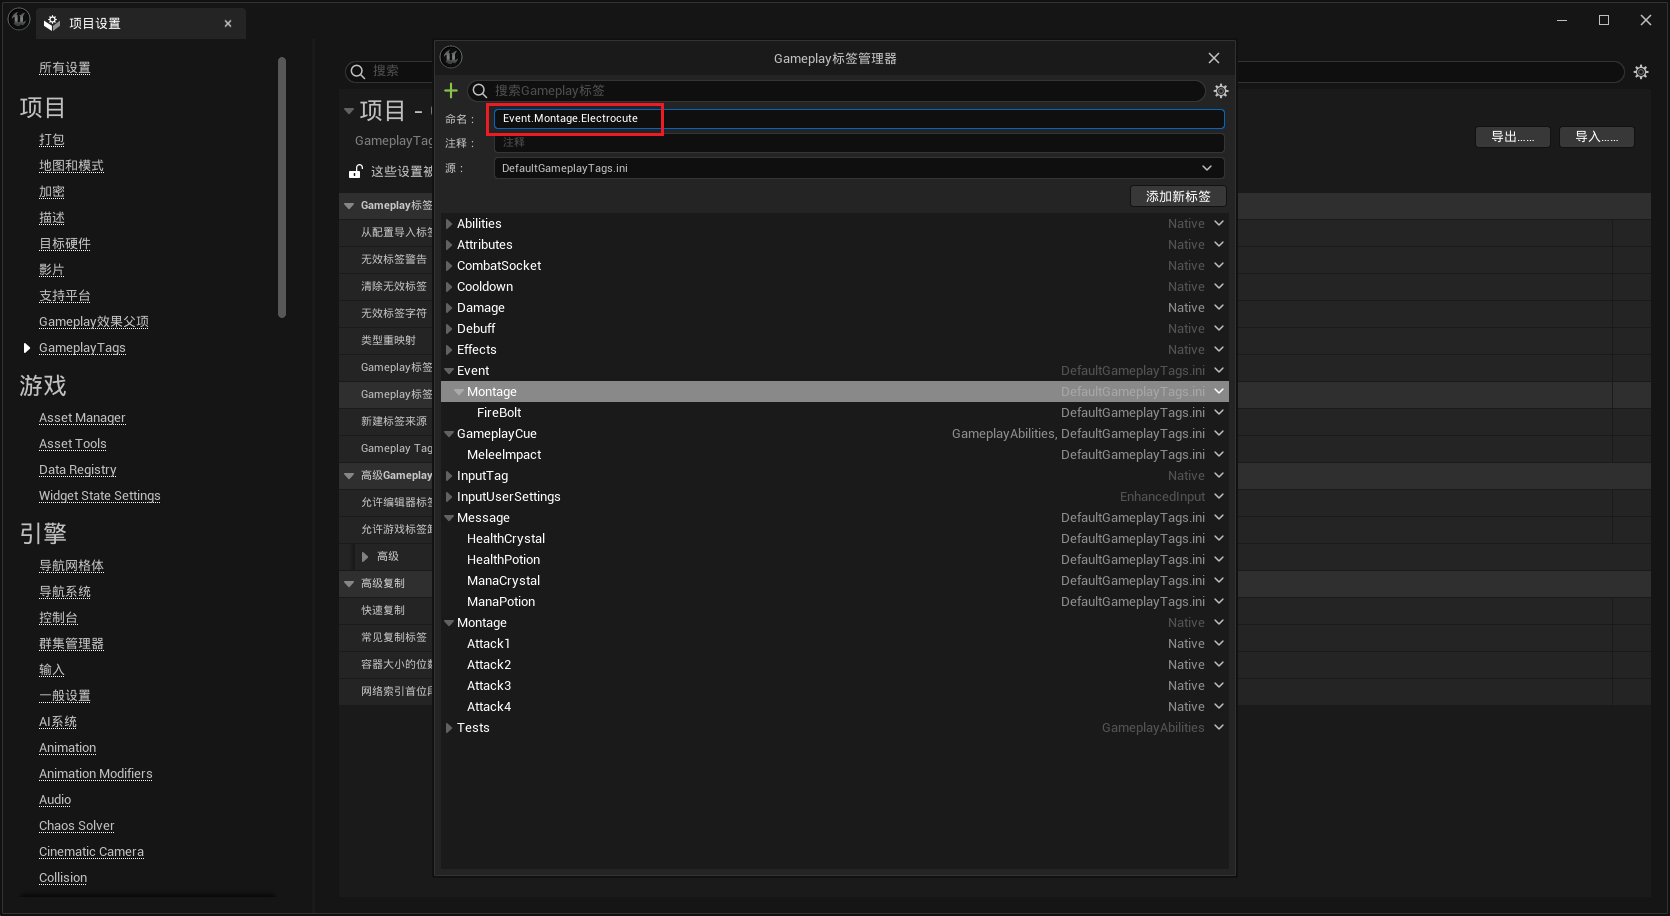 项目设置
所有设置
项目
打包
地图和模式
加密
描述
目标硬件
影片
支持平台
Gameplay效果父项
GameplayTags
游戏
Asset Manager
Asset Tools
Data Registry
Widget State Settings
引擎
导航网格体
导航系统
控制台
群集管理器
输入
一般设置
AI系统
Animation
Animation Modifiers
Audio
Chaos Solver
Cinematic Camera
Collision
搜索
项目 -
GameplayTag
这些设置被
导出……
导入……
Gameplay标签
从配置导入标签
无效标签警告
清除无效标签
无效标签字符
类型重映射
Gameplay标签
Gameplay标签
新建标签来源
Gameplay Tag
高级Gameplay
允许编辑器标签
允许游戏标签
高级
高级复制
快速复制
常见复制标签
容器大小的位数
网络索引首位
Gameplay标签管理器
搜索Gameplay标签
命名： Event.Montage.Electrocute
注释： 注释
源： DefaultGameplayTags.ini
添加新标签
Abilities Native
Attributes Native
CombatSocket Native
Cooldown Native
Damage Native
Debuff Native
Effects Native
Event DefaultGameplayTags.ini
Montage DefaultGameplayTags.ini
FireBolt DefaultGameplayTags.ini
GameplayCue GameplayAbilities, DefaultGameplayTags.ini
MeleeImpact DefaultGameplayTags.ini
InputTag Native
InputUserSettings EnhancedInput
Message DefaultGameplayTags.ini
HealthCrystal DefaultGameplayTags.ini
HealthPotion DefaultGameplayTags.ini
ManaCrystal DefaultGameplayTags.ini
ManaPotion DefaultGameplayTags.ini
Montage Native
Attack1 Native
Attack2 Native
Attack3 Native
Attack4 Native
Tests GameplayAbilities